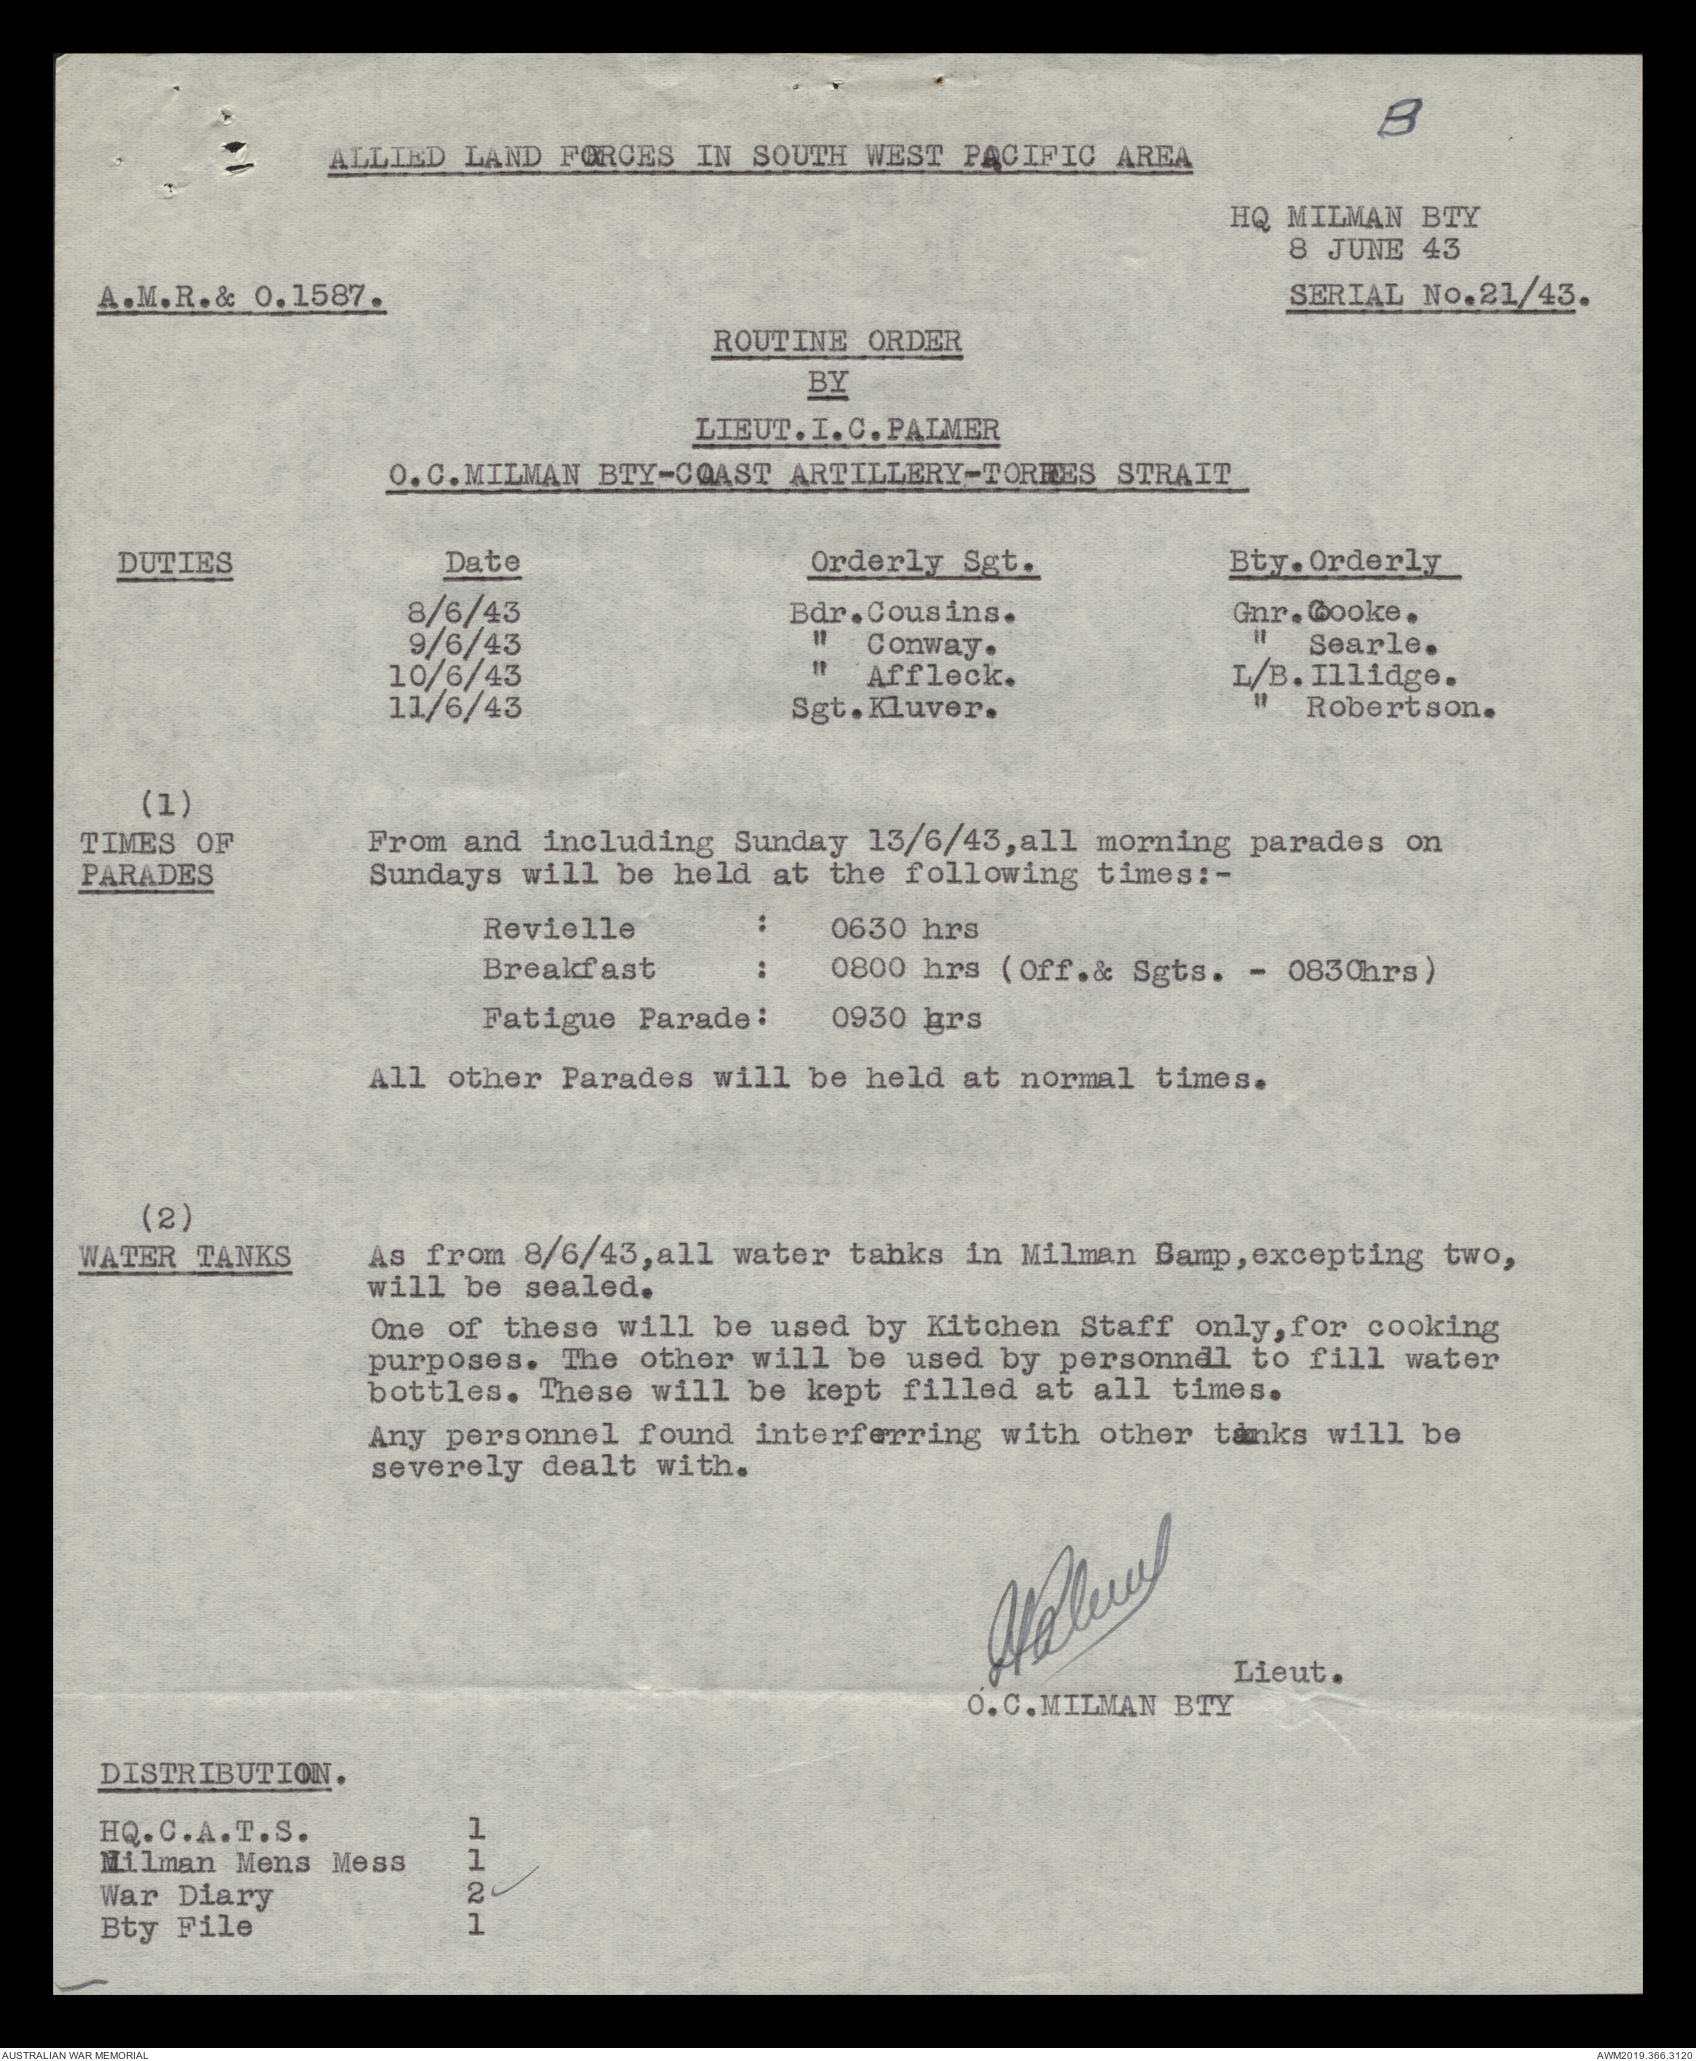 B
ALLIED LAND FORCES IN SOUTH WEST PACIFIC AREA
HQ MILMAN BTY
8 JUNE 43
A.M.R.& O.1587.
SERIAL No.21/43.
ROUTINE ORDER
BY
LIEUT.I.C.PALMER
O.C.MILMAN BTY-COAST ARTILLERY-TORRES STRAIT
DUTIES Date Orderly Sgt. Bty.Orderly
8/6/43 Bdr.Cousins. Gnr.Cooke.
9/6/43 " Conway. " Searle.
10/6/43 " Affleck. L/B.Illidge.
11/6/43 Sgt.Kluver. " Robertson.
(1)
TIMES OF From and including Sunday 13/6/43,all morning parades on
PARADES Sundays will be held at the following times:-
Revielle : 0630 hrs
Breakfast : 0800 hrs (Off.& Sgts. - 0830hrs)
Fatigue Parade: 0930 hrs
All other Parades will be held at normal times.
(2)
WATER TANKS As from 8/6/43,all water tanks in Milman Camp,excepting two,
will be sealed.
One of these will be used by Kitchen Staff only,for cooking
purposes. The other will be used by personnel to fill water
bottles. These will be kept filled at all times.
Any personnel found interferring with other tanks will be
severely dealt with.
Lieut.
O.C.MILMAN BTY
DISTRIBUTION.
HQ.C.A.T.S. 1
Milman Mens Mess 1
War Diary 2
Bty File 1
AUSTRALIAN WAR MEMORIAL AWM2019.366.3120